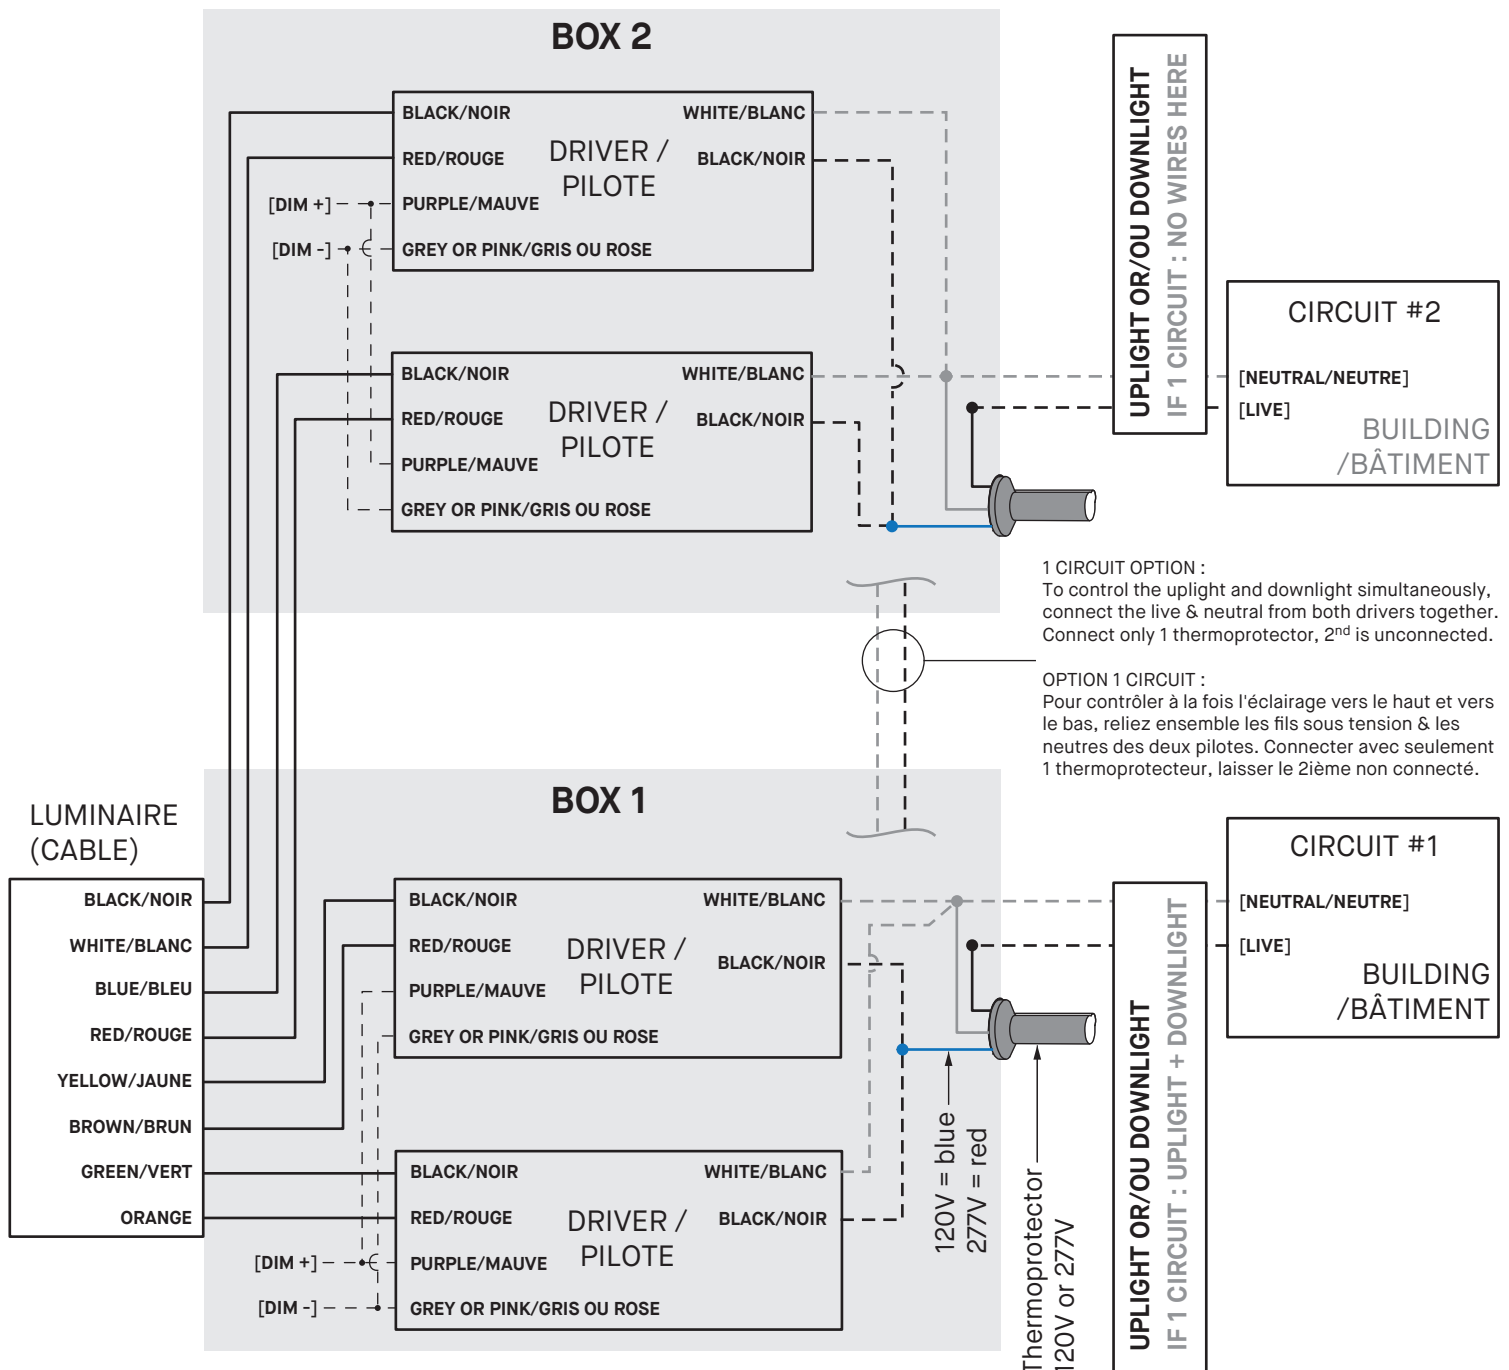 BOX 2
BLACK/NOIR
WHITE/BLANC
RED/ROUGE
DRIVER /
PILOTE
BLACK/NOIR
[DIM +]
PURPLE/MAUVE
[DIM -]
GREY OR PINK/GRIS OU ROSE
BLACK/NOIR
WHITE/BLANC
RED/ROUGE
DRIVER /
PILOTE
BLACK/NOIR
PURPLE/MAUVE
GREY OR PINK/GRIS OU ROSE
UPLIGHT OR/OU DOWNLIGHT
IF 1 CIRCUIT : NO WIRES HERE
CIRCUIT #2
[NEUTRAL/NEUTRE]
[LIVE]
BUILDING
/BÂTIMENT
1 CIRCUIT OPTION :
To control the uplight and downlight simultaneously,
connect the live & neutral from both drivers together.
Connect only 1 thermoprotector, 2nd is unconnected.
OPTION 1 CIRCUIT :
Pour contrôler à la fois l'éclairage vers le haut et vers
le bas, reliez ensemble les fils sous tension & les
neutres des deux pilotes. Connecter avec seulement
1 thermoprotecteur, laisser le 2ième non connecté.
BOX 1
LUMINAIRE
(CABLE)
BLACK/NOIR
WHITE/BLANC
BLUE/BLEU
RED/ROUGE
YELLOW/JAUNE
BROWN/BRUN
GREEN/VERT
ORANGE
BLACK/NOIR
WHITE/BLANC
RED/ROUGE
DRIVER /
PILOTE
BLACK/NOIR
PURPLE/MAUVE
GREY OR PINK/GRIS OU ROSE
BLACK/NOIR
WHITE/BLANC
RED/ROUGE
DRIVER /
PILOTE
BLACK/NOIR
[DIM +]
PURPLE/MAUVE
[DIM -]
GREY OR PINK/GRIS OU ROSE
120V = blue
277V = red
Thermoprotector
120V or 277V
UPLIGHT OR/OU DOWNLIGHT
IF 1 CIRCUIT : UPLIGHT + DOWNLIGHT
CIRCUIT #1
[NEUTRAL/NEUTRE]
[LIVE]
BUILDING
/BÂTIMENT